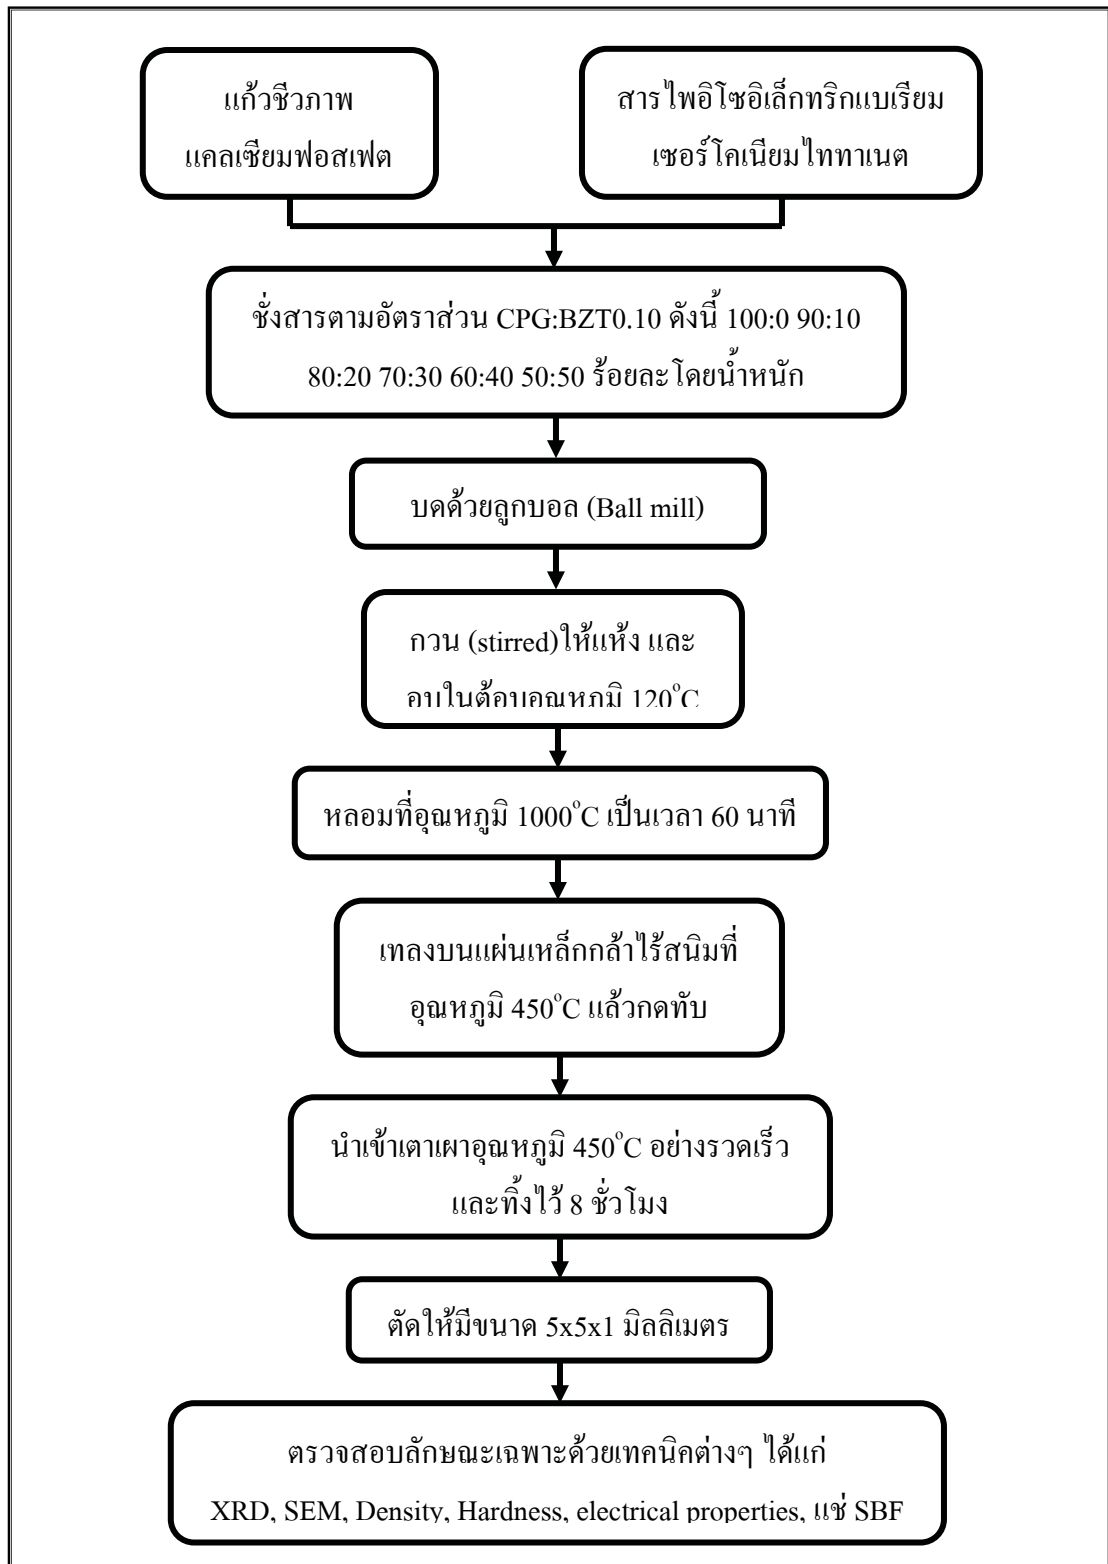 แก้วชีวภาพ
แคลเซียมฟอสเฟต
สารไพอิโซอิเล็กทริกแบเรียม
เซอร์โคเนียมไททาเนต
ชั่งสารตามอัตราส่วน CPG:BZT0.10 ดังนี้ 100:0 90:10
80:20 70:30 60:40 50:50 ร้อยละโดยน้ำหนัก
บดด้วยลูกบอล (Ball mill)
กวน (stirred)ให้แห้ง และ
อบในตู้อบอุณหภูมิ 120°C
หลอมที่อุณหภูมิ 1000°C เป็นเวลา 60 นาที
เทลงบนแผ่นเหล็กกล้าไร้สนิมที่
อุณหภูมิ 450°C แล้วกดทับ
นำเข้าเตาเผาอุณหภูมิ 450°C อย่างรวดเร็ว
และทิ้งไว้ 8 ชั่วโมง
ตัดให้มีขนาด 5x5x1 มิลลิเมตร
ตรวจสอบลักษณะเฉพาะด้วยเทคนิคต่างๆ ได้แก่
XRD, SEM, Density, Hardness, electrical properties, แช่ SBF